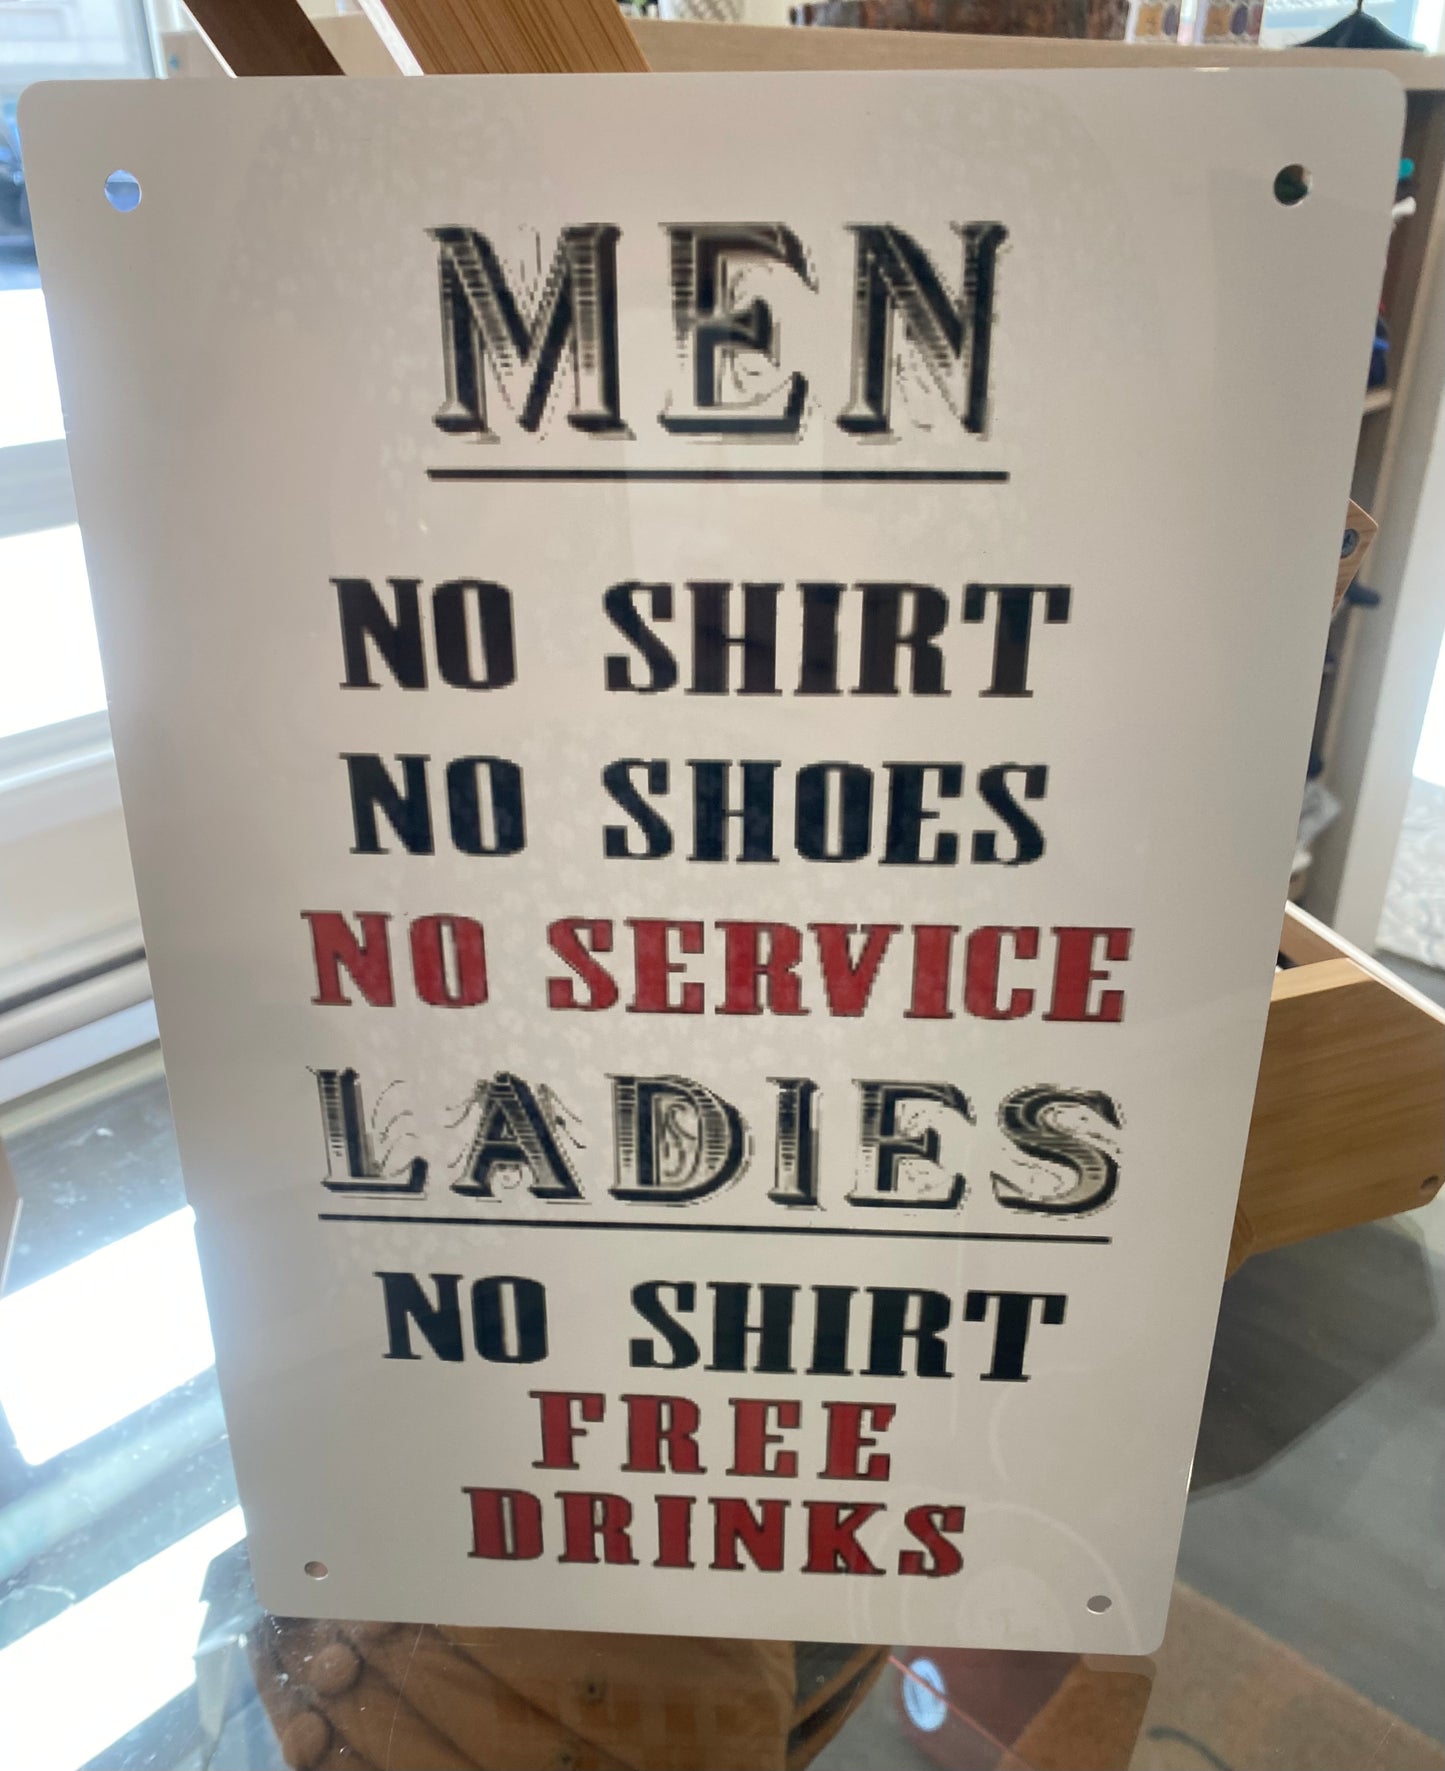 MEN
NO SHIRT
NO SHOES
NO SERVICE
LADIES
NO SHIRT
FREE
DRINKS